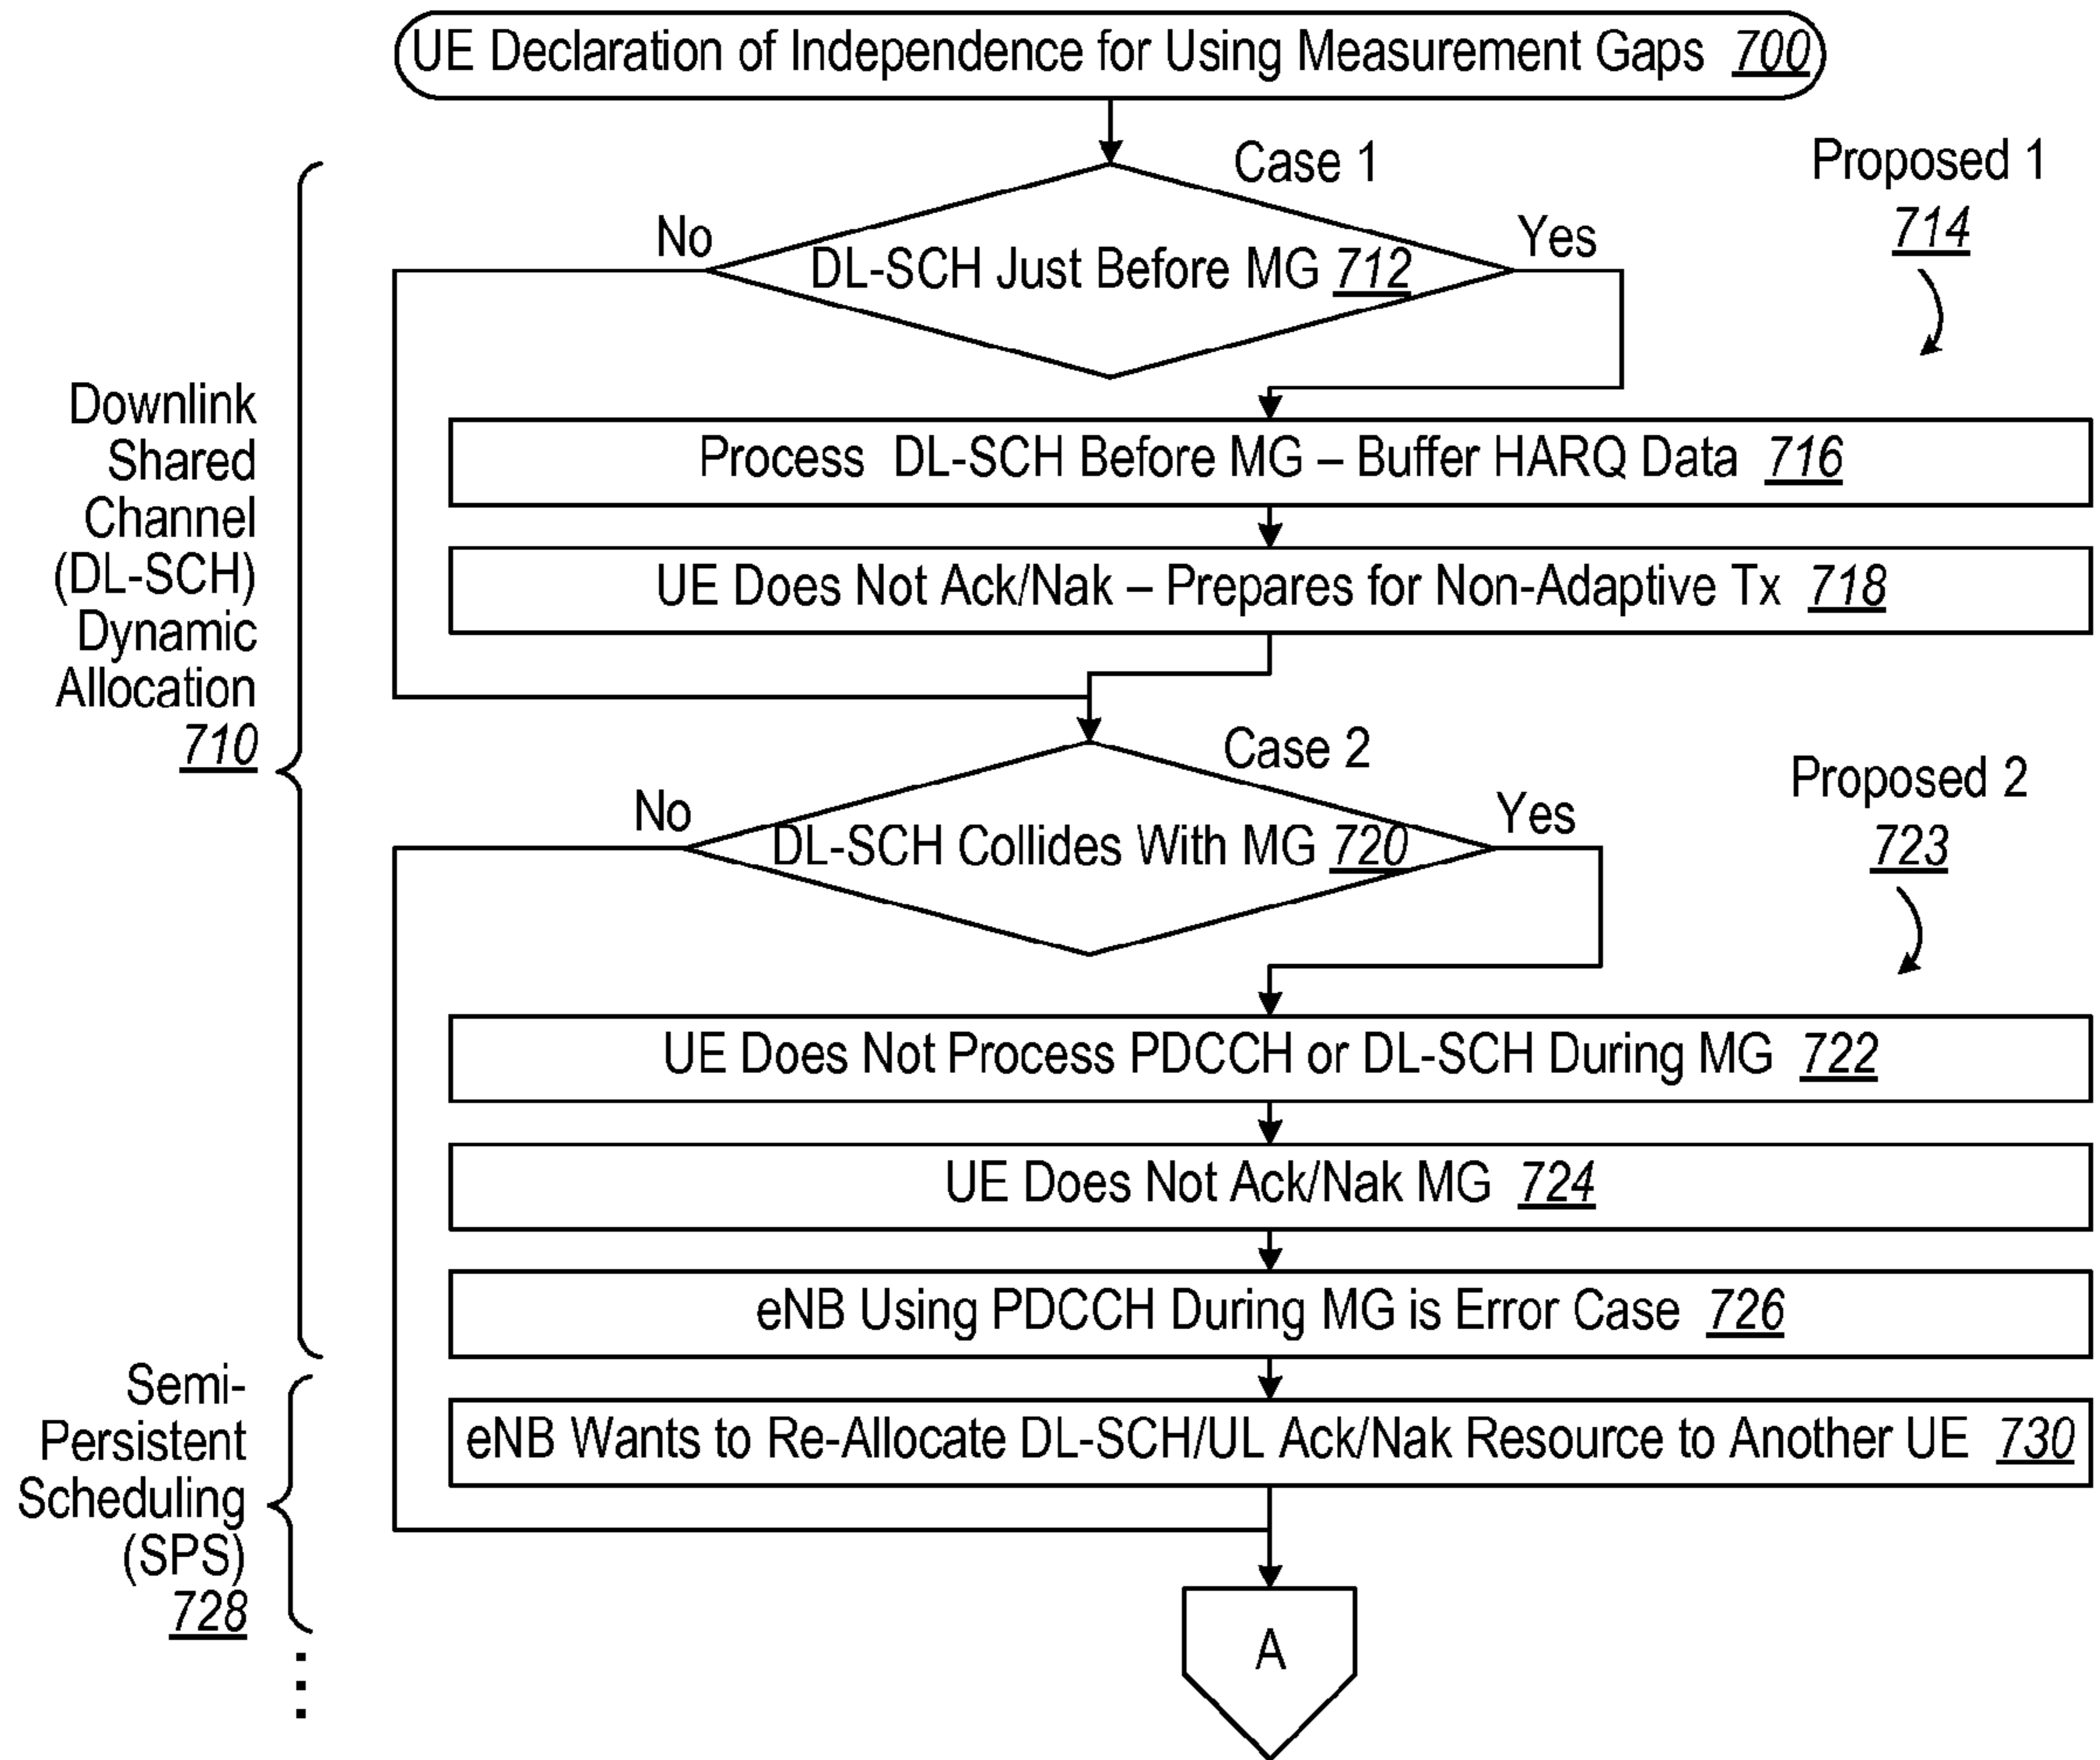 UE Declaration of Independence for Using Measurement Gaps 700
Case 1
Proposed 1
714
No
Yes
DL-SCH Just Before MG 712
Downlink
Shared
Channel
(DL-SCH)
Dynamic
Allocation
710
Process DL-SCH Before MG – Buffer HARQ Data 716
UE Does Not Ack/Nak – Prepares for Non-Adaptive Tx 718
Case 2
Proposed 2
723
No
Yes
DL-SCH Collides With MG 720
UE Does Not Process PDCCH or DL-SCH During MG 722
UE Does Not Ack/Nak MG 724
eNB Using PDCCH During MG is Error Case 726
Semi-
Persistent
Scheduling
(SPS)
728
eNB Wants to Re-Allocate DL-SCH/UL Ack/Nak Resource to Another UE 730
A